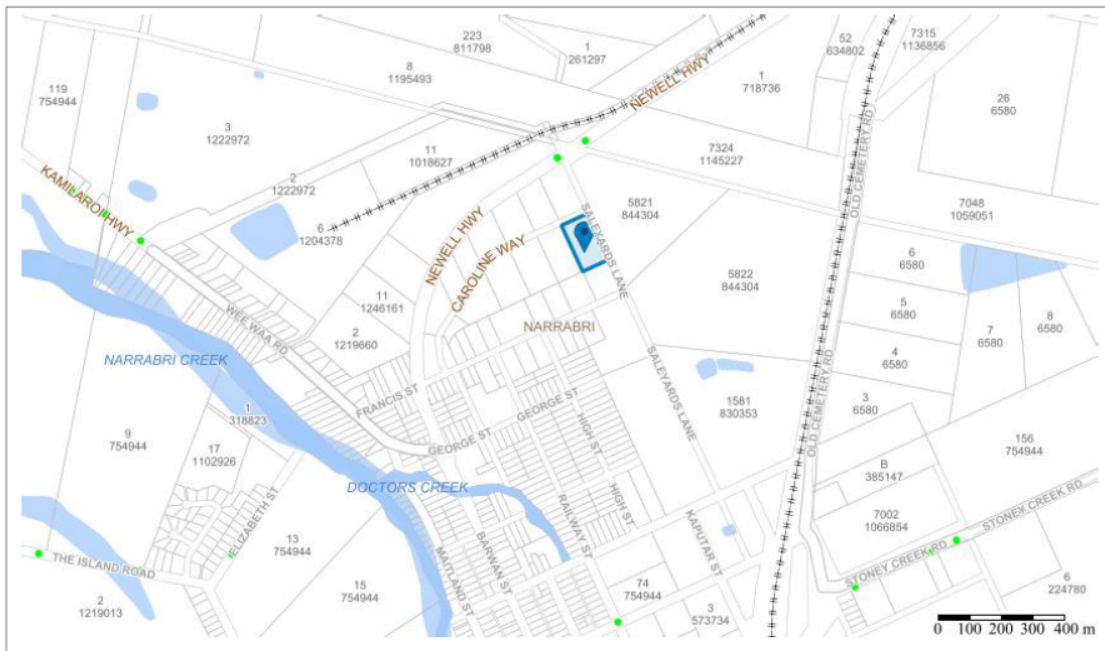 223
811798
1
261297
52
634802
7315
1136856
8
1195493
NEWELL HWY
1
718736
26
6580
119
754944
3
1222972
11
1018627
7324
1145227
OLD CEMETERY RD
2
1222972
KAMILAROI HWY
6
1204378
NEWELL HWY
CAROLINE WAY
SALEYARDS LANE
5821
844304
7048
1059051
6
6580
5822
844304
5
6580
7
6580
8
6580
11
1246161
WEE WAA RD
2
1219660
NARRABRI
NARRABRI CREEK
4
6580
OLD CEMETERY RD
SALEYARDS LANE
FRANCIS ST
GEORGE ST
1581
830353
3
6580
1
318823
9
754944
17
1102926
GEORGE ST
HIGH ST
156
754944
B
385147
DOCTORS CREEK
ELIZABETH ST
RAILWAY ST
HIGH ST
KAPUTAR ST
7002
1066854
STONEY CREEK RD
13
754944
BARWAN ST
MAITLAND ST
THE ISLAND ROAD
STONEY CREEK RD
2
1219013
15
754944
74
754944
3
573734
6
224780
0 100 200 300 400 m